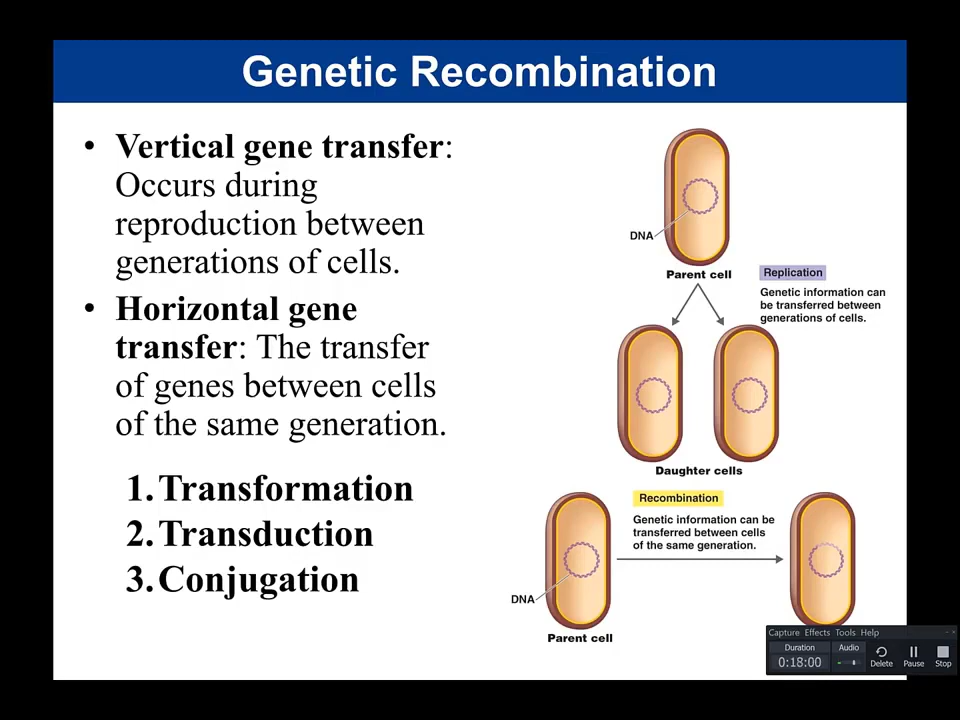 Genetic Recombination
• Vertical gene transfer:
Occurs during
reproduction between
generations of cells.
• Horizontal gene
transfer: The transfer
of genes between cells
of the same generation.
1. Transformation
2. Transduction
3. Conjugation
DNA
Parent cell
Replication
Genetic information can
be transferred between
generations of cells.
Daughter cells
Recombination
Genetic information can be
transferred between cells
of the same generation.
DNA
Parent cell
Capture Effects Tools Help
Duration
0:18:00
Audio
Delete
Pause
Stop